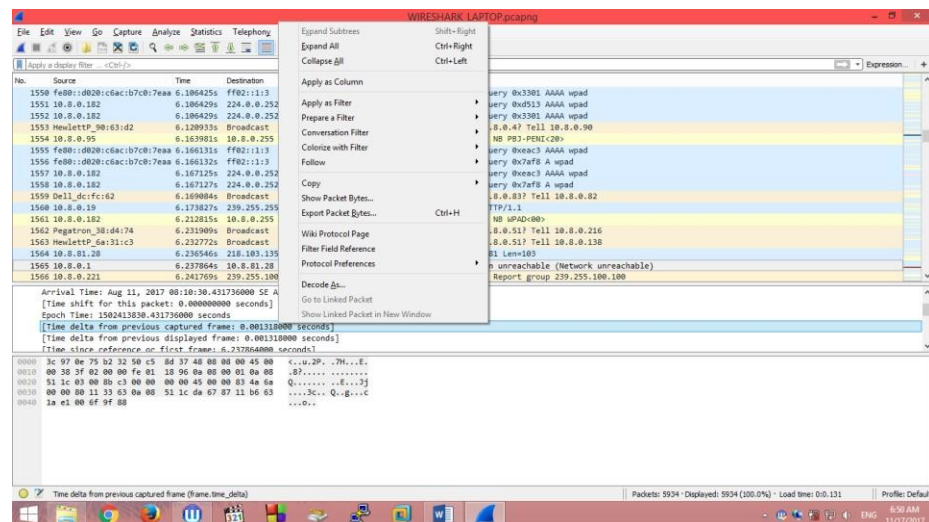 WIRESHARK LAPTOP.pcapng
File Edit View Go Capture Analyze Statistics Telephony
Apply a display filter ... <Ctrl-/>
Expression... +
No. Source Time Destination
1550 fe80::d020:c6ac:b7c0:7eaa 6.106425s ff02::1:3 uery 0x3301 AAAA wpad
1551 10.8.0.182 6.106429s 224.0.0.252 uery 0xd513 AAAA wpad
1552 10.8.0.182 6.106429s 224.0.0.252 uery 0x3301 AAAA wpad
1553 HewlettP_90:63:d2 6.120933s Broadcast .8.0.4? Tell 10.8.0.90
1554 10.8.0.95 6.163981s 10.8.0.255 NB PBJ-PENI<20>
1555 fe80::d020:c6ac:b7c0:7eaa 6.166131s ff02::1:3 uery 0xeac3 AAAA wpad
1556 fe80::d020:c6ac:b7c0:7eaa 6.166132s ff02::1:3 uery 0x7af8 A wpad
1557 10.8.0.182 6.167125s 224.0.0.252 uery 0xeac3 AAAA wpad
1558 10.8.0.182 6.167127s 224.0.0.252 uery 0x7af8 A wpad
1559 Dell_dc:fc:62 6.169084s Broadcast .8.0.83? Tell 10.8.0.82
1560 10.8.0.19 6.173827s 239.255.255 TTP/1.1
1561 10.8.0.182 6.212815s 10.8.0.255 NB WPAD<00>
1562 Pegatron_38:d4:74 6.231909s Broadcast .8.0.51? Tell 10.8.0.216
1563 HewlettP_6a:31:c3 6.232772s Broadcast .8.0.51? Tell 10.8.0.138
1564 10.8.81.28 6.236546s 218.103.135 81 Len=103
1565 10.8.0.1 6.237864s 10.8.81.28 n unreachable (Network unreachable)
1566 10.8.0.221 6.241769s 239.255.100 Report group 239.255.100.100
Expand Subtrees Shift+Right
Expand All Ctrl+Right
Collapse All Ctrl+Left
Apply as Column
Apply as Filter
Prepare a Filter
Conversation Filter
Colorize with Filter
Follow
Copy
Show Packet Bytes...
Export Packet Bytes... Ctrl+H
Wiki Protocol Page
Filter Field Reference
Protocol Preferences
Decode As...
Go to Linked Packet
Show Linked Packet in New Window
Arrival Time: Aug 11, 2017 08:10:30.431736000 SE A
[Time shift for this packet: 0.000000000 seconds]
Epoch Time: 1502413830.431736000 seconds
[Time delta from previous captured frame: 0.001318000 seconds]
[Time delta from previous displayed frame: 0.001318000 seconds]
[Time since reference or first frame: 6.237864000 seconds]
0000 3c 97 0e 75 b2 32 50 c5 8d 37 48 08 08 00 45 00 <..u.2P. .7H...E.
0010 00 38 3f 02 00 00 fe 01 18 96 0a 08 00 01 0a 08 .8?..... ........
0020 51 1c 03 00 8b c3 00 00 00 00 45 00 00 83 4a 6a Q....... ..E...Jj
0030 00 00 80 11 33 63 0a 08 51 1c da 67 87 11 b6 63 ....3c.. Q..g...c
0040 1a e1 00 6f 9f 88 ...o..
Time delta from previous captured frame (frame.time_delta)
Packets: 5934 · Displayed: 5934 (100.0%) · Load time: 0:0.131
Profile: Defaul
321
ENG
6:50 AM
11/27/2017